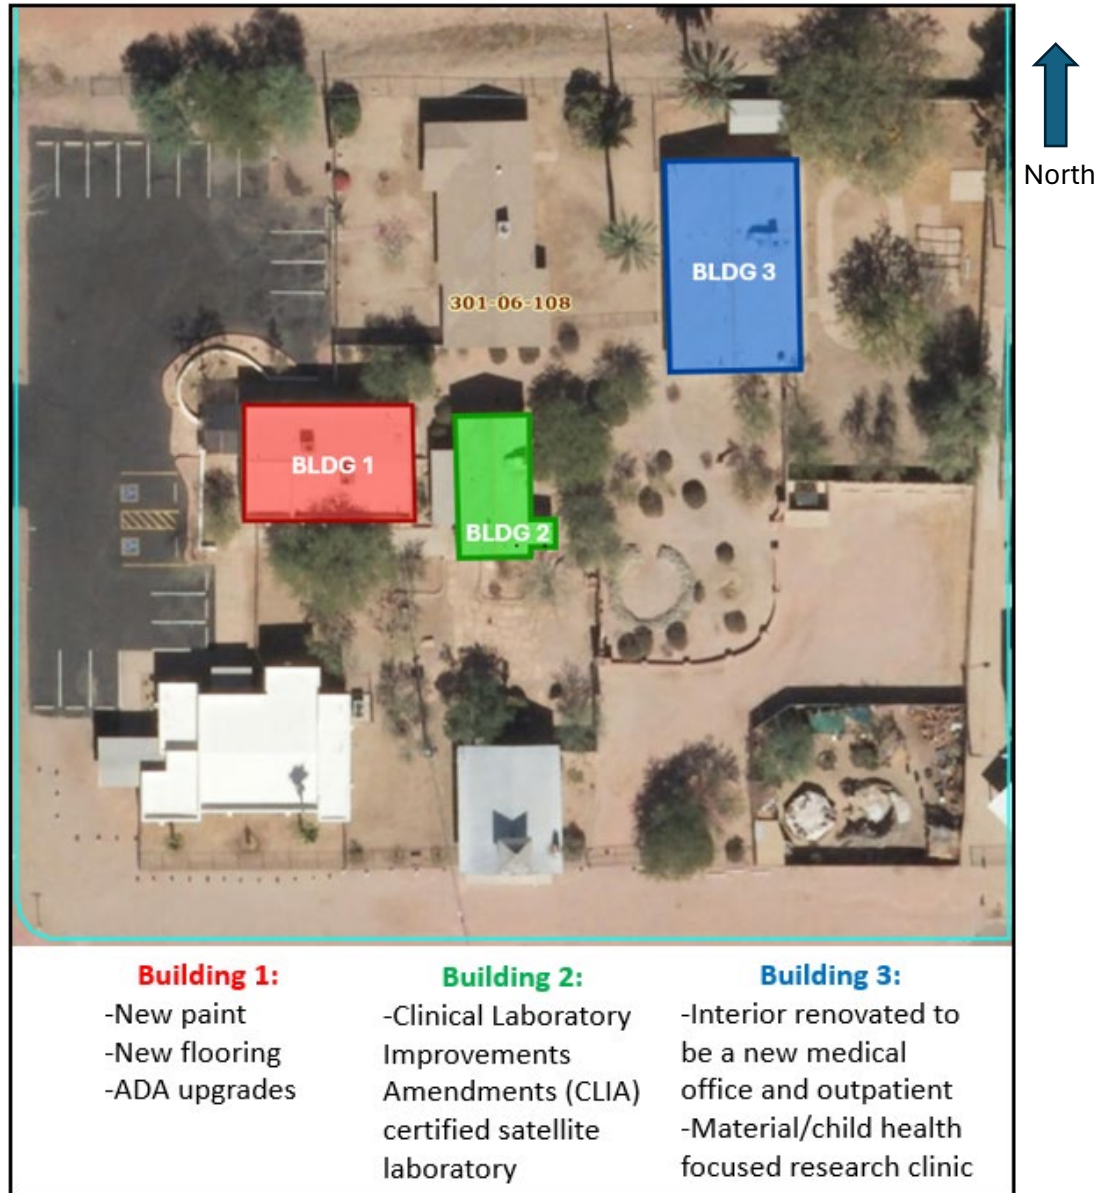 North
BLDG 3
301-06-108
BLDG 1
BLDG 2
Building 1:
-New paint
-New flooring
-ADA upgrades
Building 2:
-Clinical Laboratory
Improvements
Amendments (CLIA)
certified satellite
laboratory
Building 3:
-Interior renovated to
be a new medical
office and outpatient
-Material/child health
focused research clinic